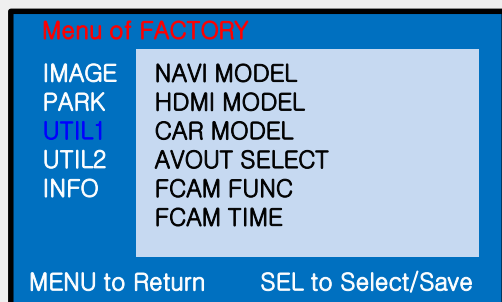 Menu of FACTORY
IMAGE
PARK
UTIL1
UTIL2
INFO
NAVI MODEL
HDMI MODEL
CAR MODEL
AVOUT SELECT
FCAM FUNC
FCAM TIME
MENU to Return SEL to Select/Save